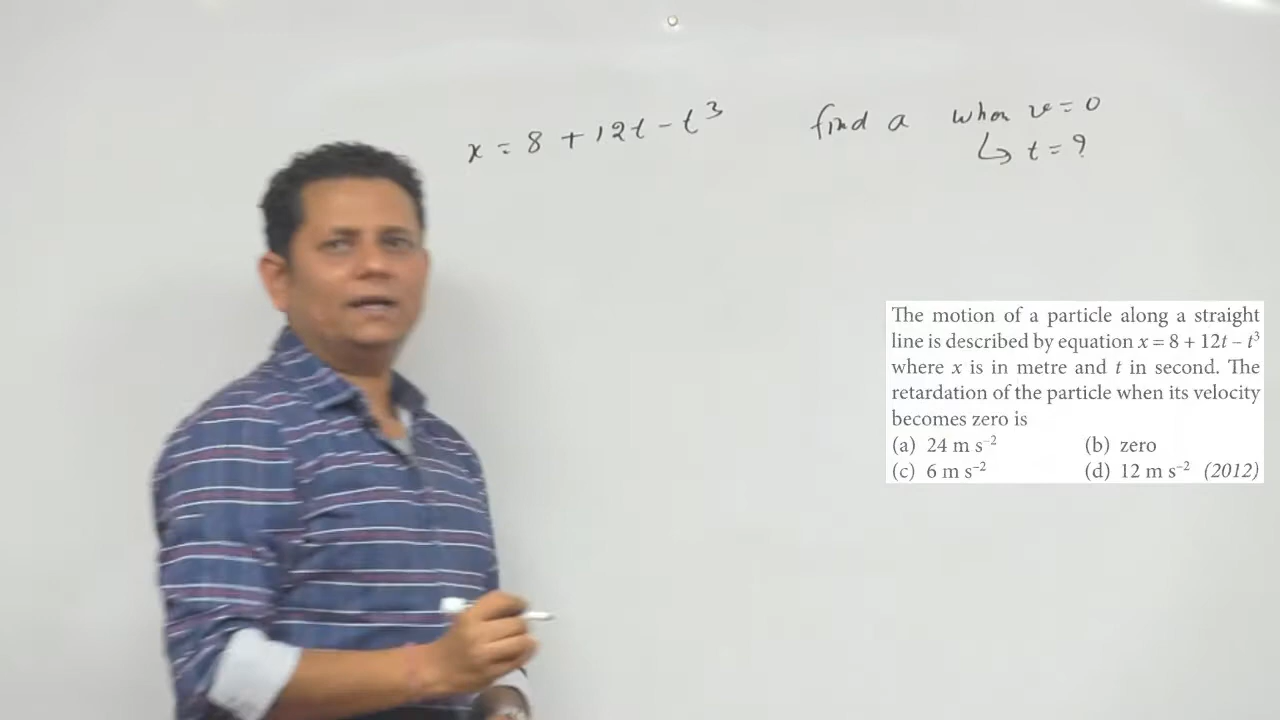 x = 8 + 12t - t³ find a when v = 0
↳ t = ?
The motion of a particle along a straight
line is described by equation x = 8 + 12t – t³
where x is in metre and t in second. The
retardation of the particle when its velocity
becomes zero is
(a) 24 m s⁻² (b) zero
(c) 6 m s⁻² (d) 12 m s⁻² (2012)